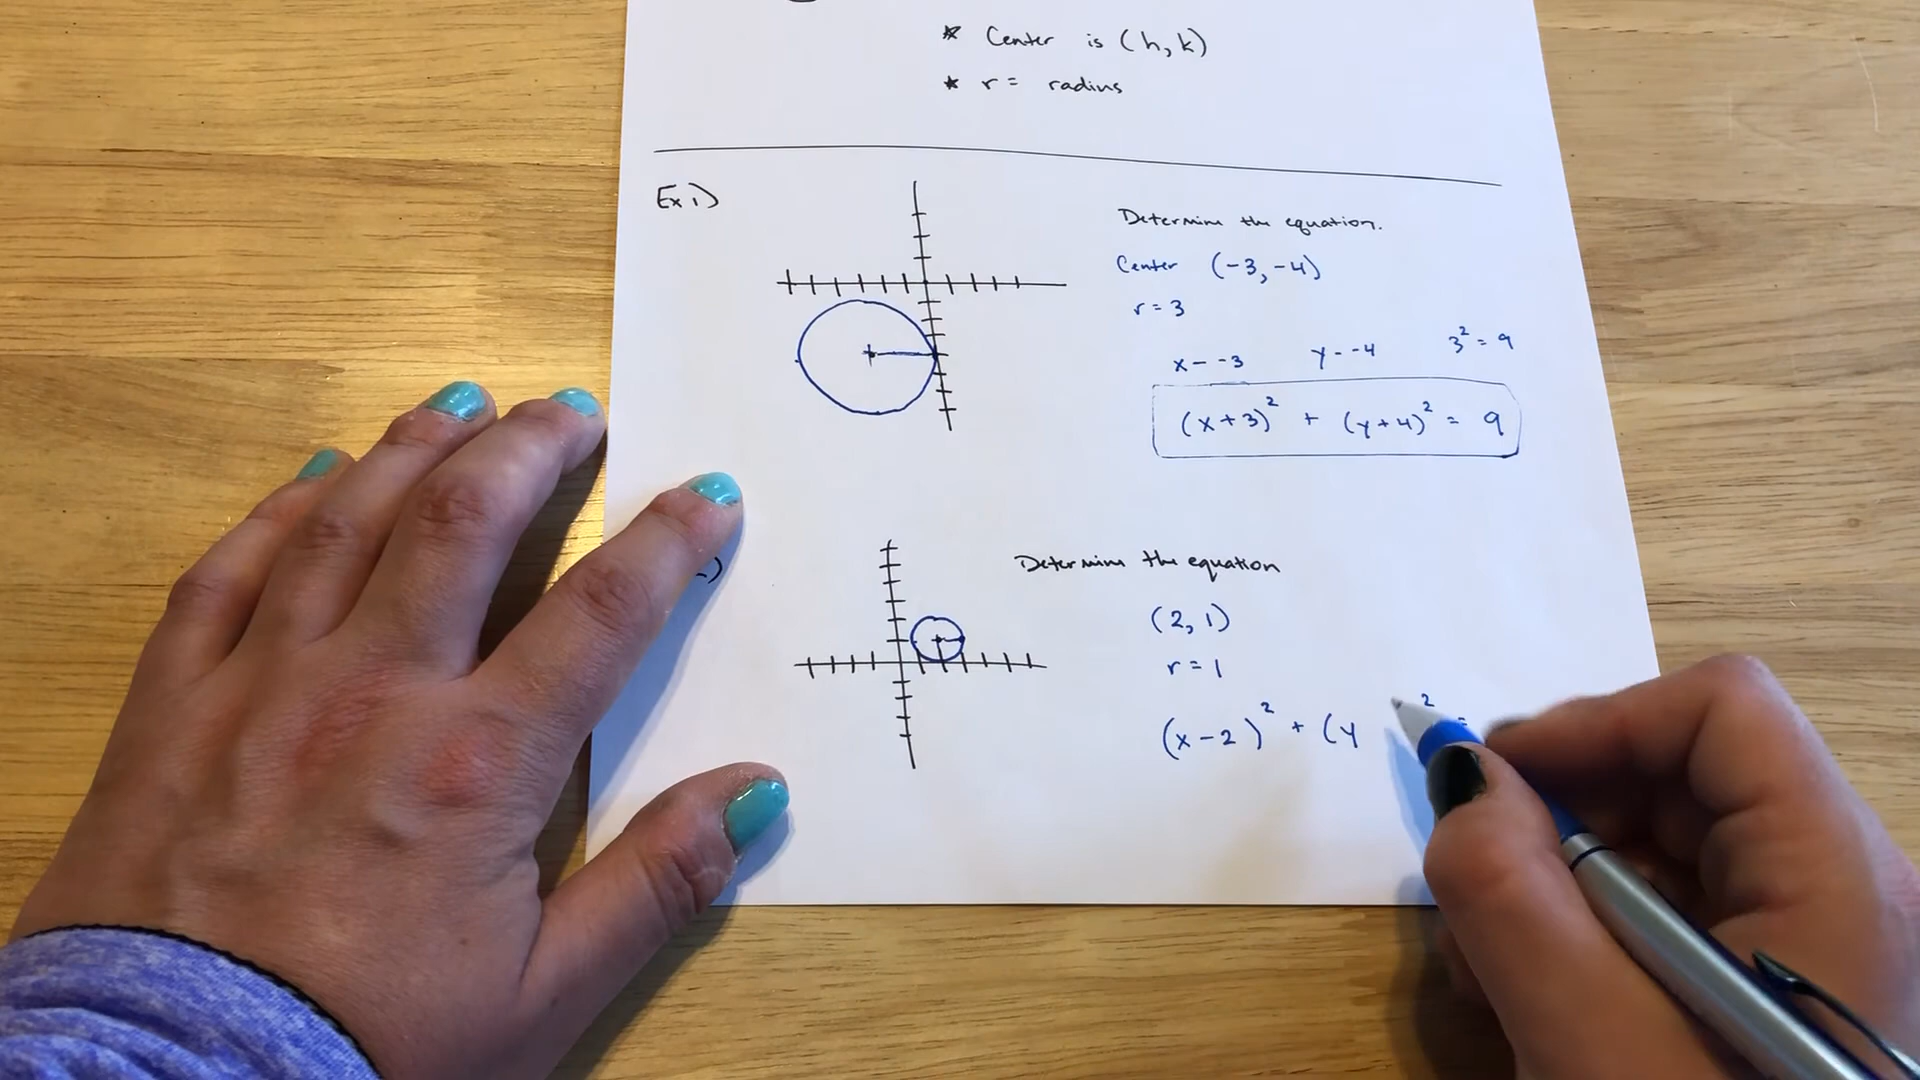 * Center is (h, k)
* r = radius
Ex 1)
Determine the equation.
Center (-3, -4)
r = 3
x - -3 y - -4 3² = 9
(x+3)² + (y+4)² = 9
)
Determine the equation
(2, 1)
r = 1
(x-2)² + (y ² =